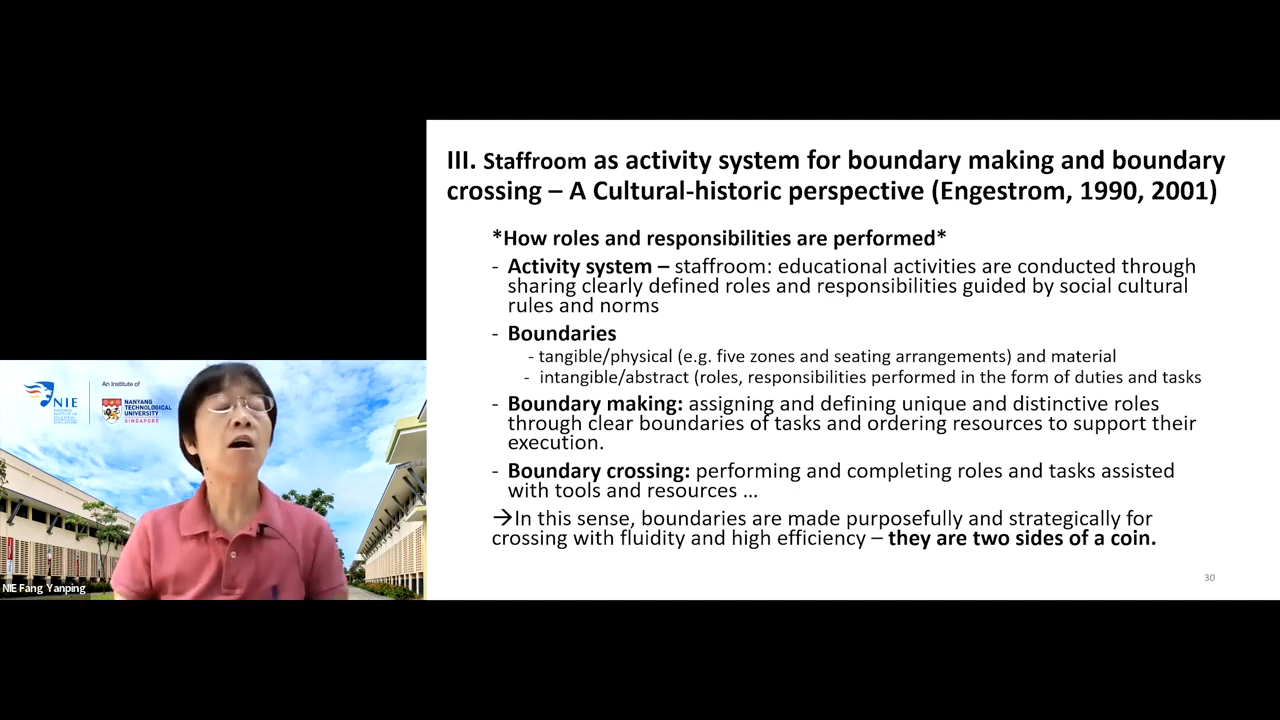 III. Staffroom as activity system for boundary making and boundary
crossing – A Cultural-historic perspective (Engestrom, 1990, 2001)
*How roles and responsibilities are performed*
- Activity system – staffroom: educational activities are conducted through
sharing clearly defined roles and responsibilities guided by social cultural
rules and norms
- Boundaries
- tangible/physical (e.g. five zones and seating arrangements) and material
- intangible/abstract (roles, responsibilities performed in the form of duties and tasks
- Boundary making: assigning and defining unique and distinctive roles
through clear boundaries of tasks and ordering resources to support their
execution.
- Boundary crossing: performing and completing roles and tasks assisted
with tools and resources …
→In this sense, boundaries are made purposefully and strategically for
crossing with fluidity and high efficiency – they are two sides of a coin.
30
An Institute of
NIE
NANYANG
TECHNOLOGICAL
UNIVERSITY
SINGAPORE
NIE Fang Yanping